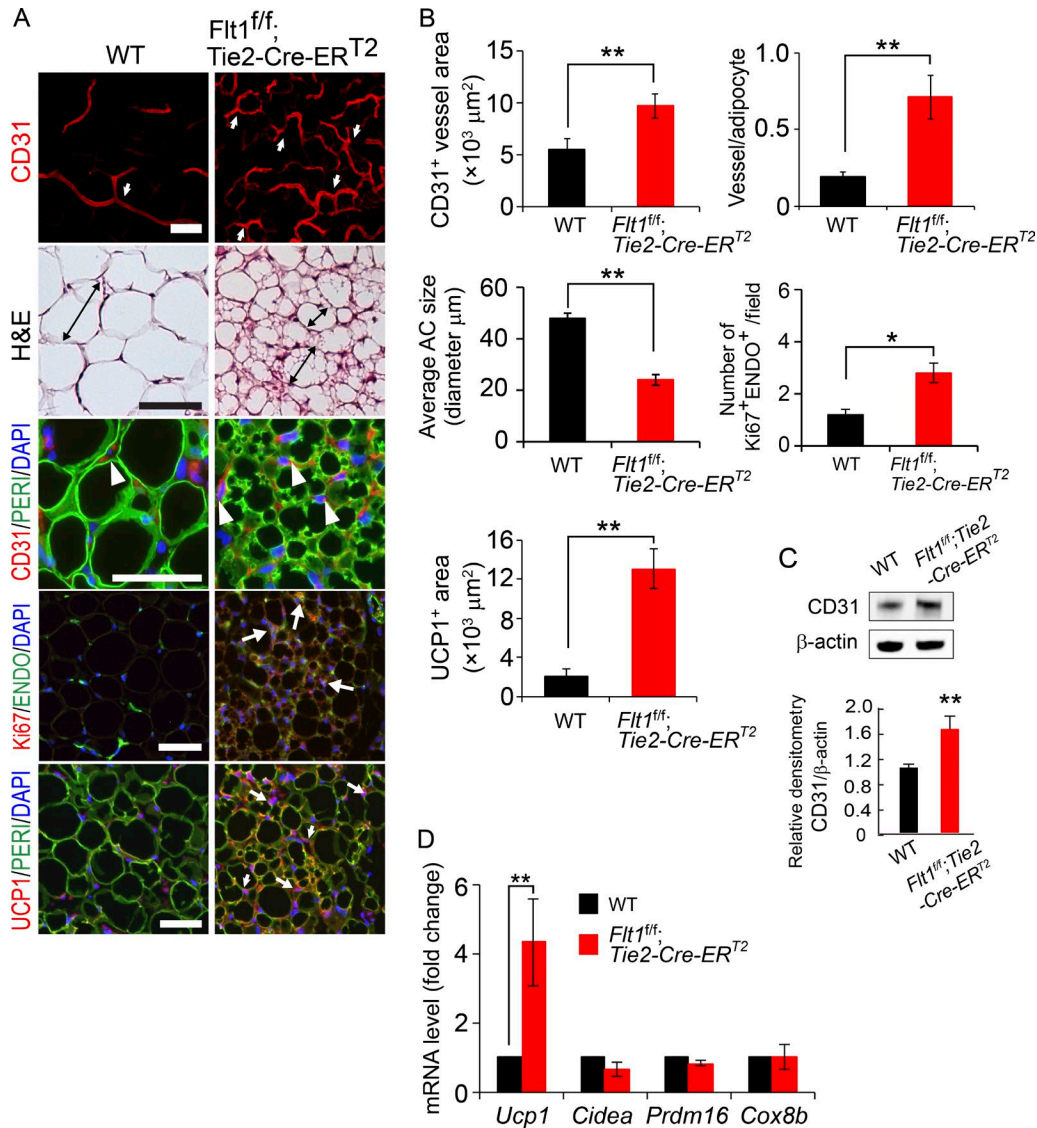 A
WT
Flt1f/f;
Tie2-Cre-ERT2
CD31
H&E
CD31/PERI/DAPI
Ki67/ENDO/DAPI
UCP1/PERI/DAPI
B
CD31+ vessel area
(×10³ µm²)
15
10
5
0
**
WT
Flt1f/f;
Tie2-Cre-ERT2
Vessel/adipocyte
1.0
0.5
0
**
WT
Flt1f/f;
Tie2-Cre-ERT2
Average AC size
(diameter µm)
60
40
20
0
**
WT
Flt1f/f;
Tie2-Cre-ERT2
Number of
Ki67+ENDO+/field
6
4
2
0
*
WT
Flt1f/f;
Tie2-Cre-ERT2
UCP1+ area
(×10³ µm²)
16
12
8
4
0
**
WT
Flt1f/f;
Tie2-Cre-ERT2
C
WT
Flt1f/f;Tie2
-Cre-ERT2
CD31
β-actin
Relative densitometry
CD31/β-actin
2.0
1.6
1.2
0.8
0.4
0
**
WT
Flt1f/f;Tie2
-Cre-ERT2
D
mRNA level (fold change)
6
4
2
0
**
WT
Flt1f/f;
Tie2-Cre-ERT2
Ucp1 Cidea Prdm16 Cox8b